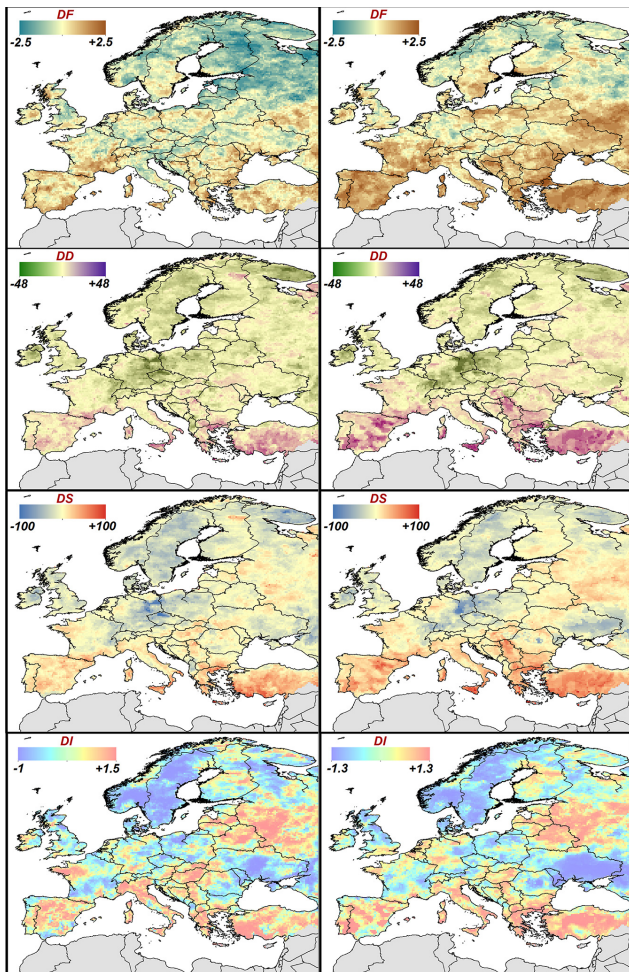 DF
-2.5 +2.5
DF
-2.5 +2.5
DD
-48 +48
DD
-48 +48
DS
-100 +100
DS
-100 +100
DI
-1 +1.5
DI
-1.3 +1.3